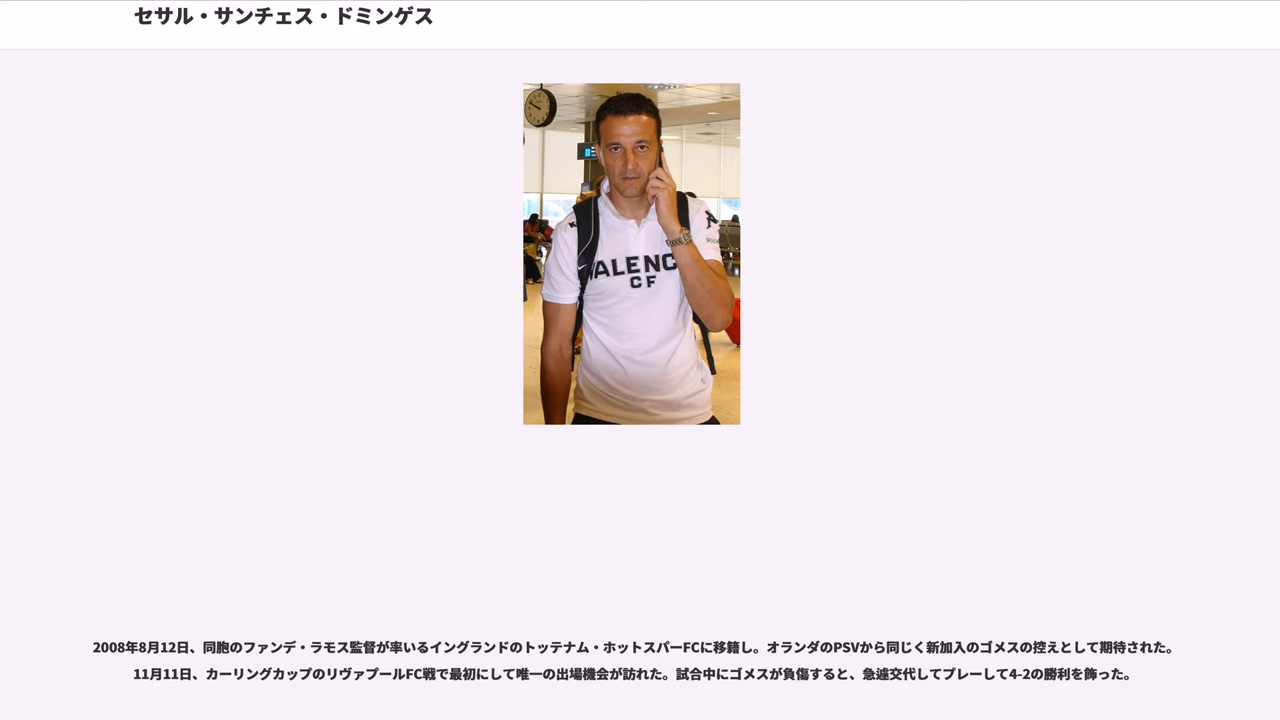 セサル・サンチェス・ドミンゲス
ALENC
CF
2008年8月12日、同胞のファンデ・ラモス監督が率いるイングランドのトッテナム・ホットスパーFCに移籍し。オランダのPSVから同じく新加入のゴメスの控えとして期待された。
11月11日、カーリングカップのリヴァプールFC戦で最初にして唯一の出場機会が訪れた。試合中にゴメスが負傷すると、急遽交代してプレーして4-2の勝利を飾った。